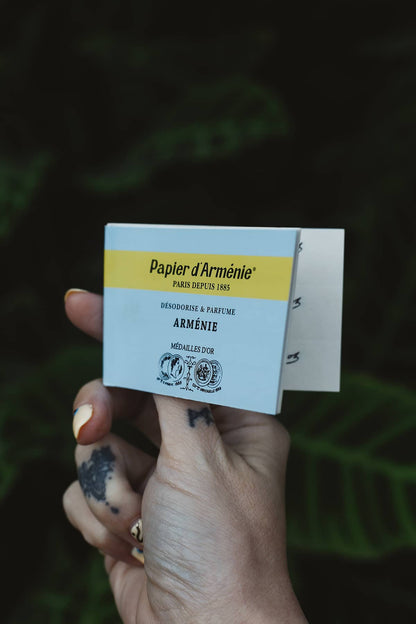 Papier d'Arménie®
PARIS DEPUIS 1885
DÉSODORISE & PARFUME
ARMÉNIE
MÉDAILLES D'OR